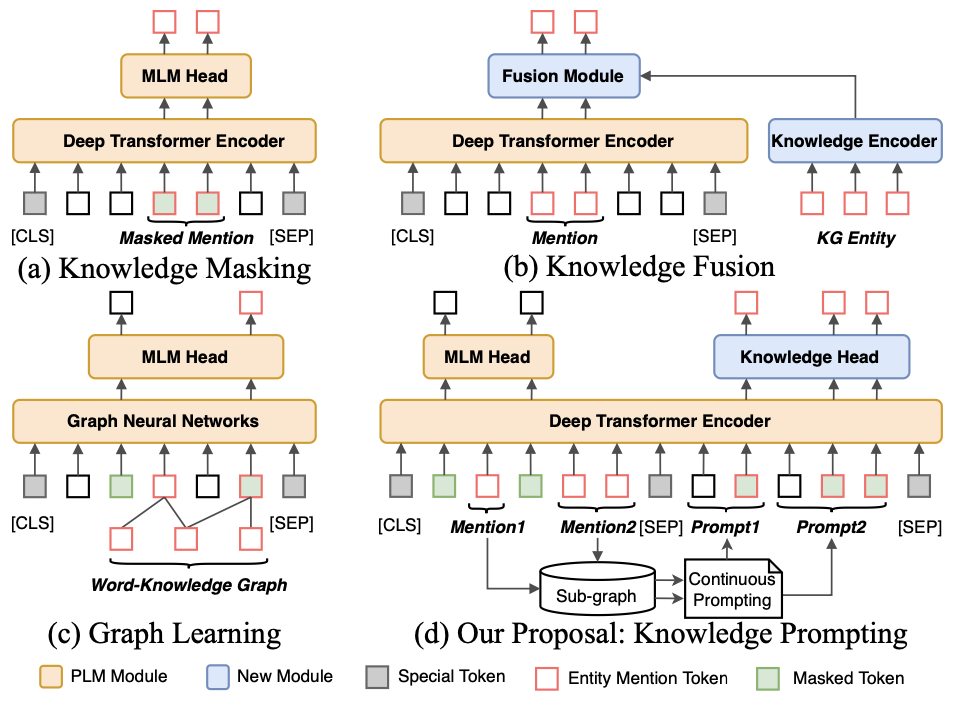 MLM Head
Deep Transformer Encoder
[CLS]
Masked Mention
[SEP]
(a) Knowledge Masking
Fusion Module
Deep Transformer Encoder
Knowledge Encoder
[CLS]
Mention
[SEP]
KG Entity
(b) Knowledge Fusion
MLM Head
Graph Neural Networks
[CLS]
[SEP]
Word-Knowledge Graph
(c) Graph Learning
MLM Head
Knowledge Head
Deep Transformer Encoder
[CLS]
Mention1
Mention2
[SEP]
Prompt1
Prompt2
[SEP]
Sub-graph
Continuous
Prompting
(d) Our Proposal: Knowledge Prompting
PLM Module
New Module
Special Token
Entity Mention Token
Masked Token